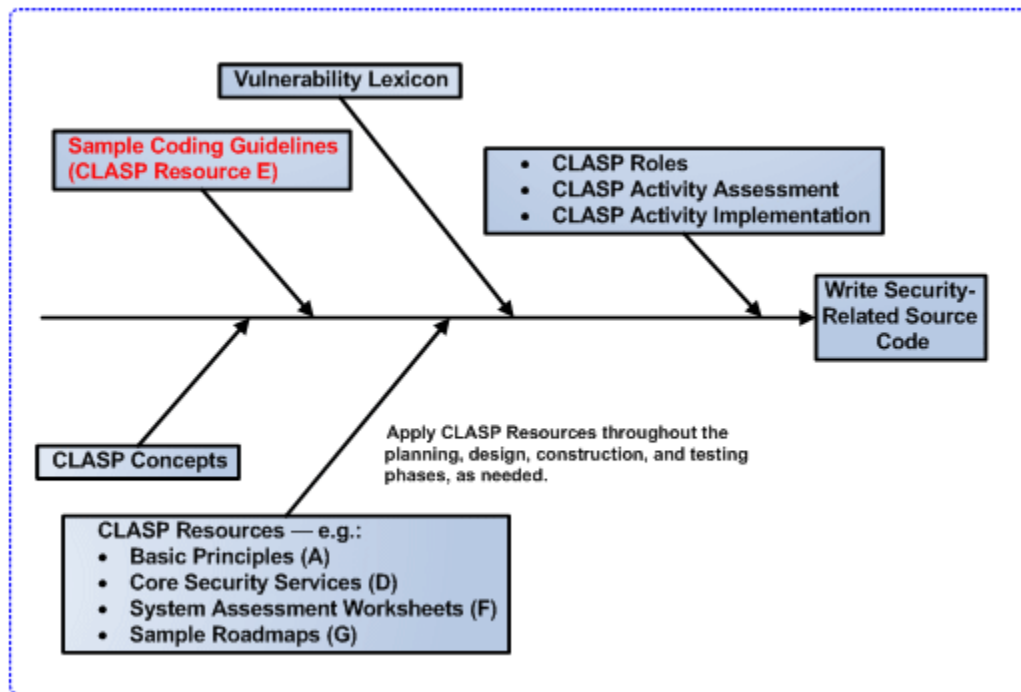 Vulnerability Lexicon
Sample Coding Guidelines
(CLASP Resource E)
• CLASP Roles
• CLASP Activity Assessment
• CLASP Activity Implementation
Write Security-
Related Source
Code
CLASP Concepts
Apply CLASP Resources throughout the
planning, design, construction, and testing
phases, as needed.
CLASP Resources — e.g.:
• Basic Principles (A)
• Core Security Services (D)
• System Assessment Worksheets (F)
• Sample Roadmaps (G)